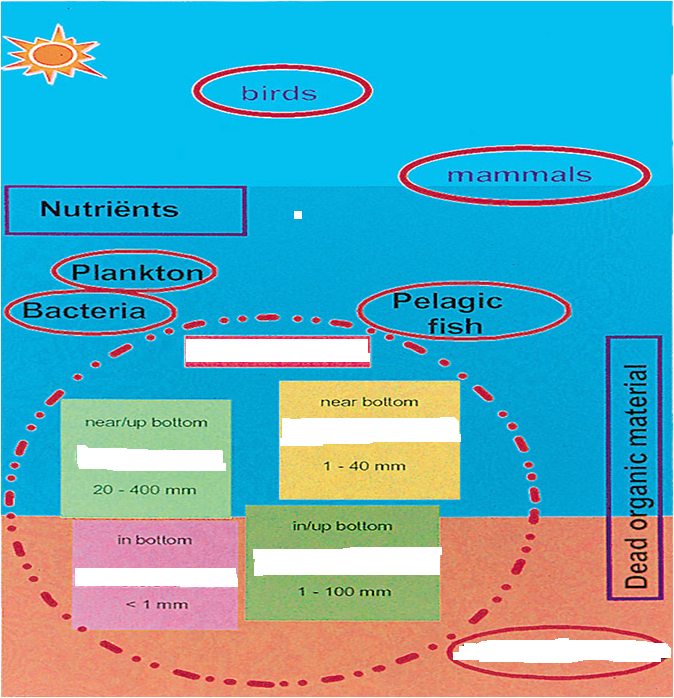 birds
mammals
Nutriënts
Plankton
Bacteria
Pelagic
fish
near bottom
1 - 40 mm
near/up bottom
20 - 400 mm
in/up bottom
1 - 100 mm
in bottom
< 1 mm
Dead organic material